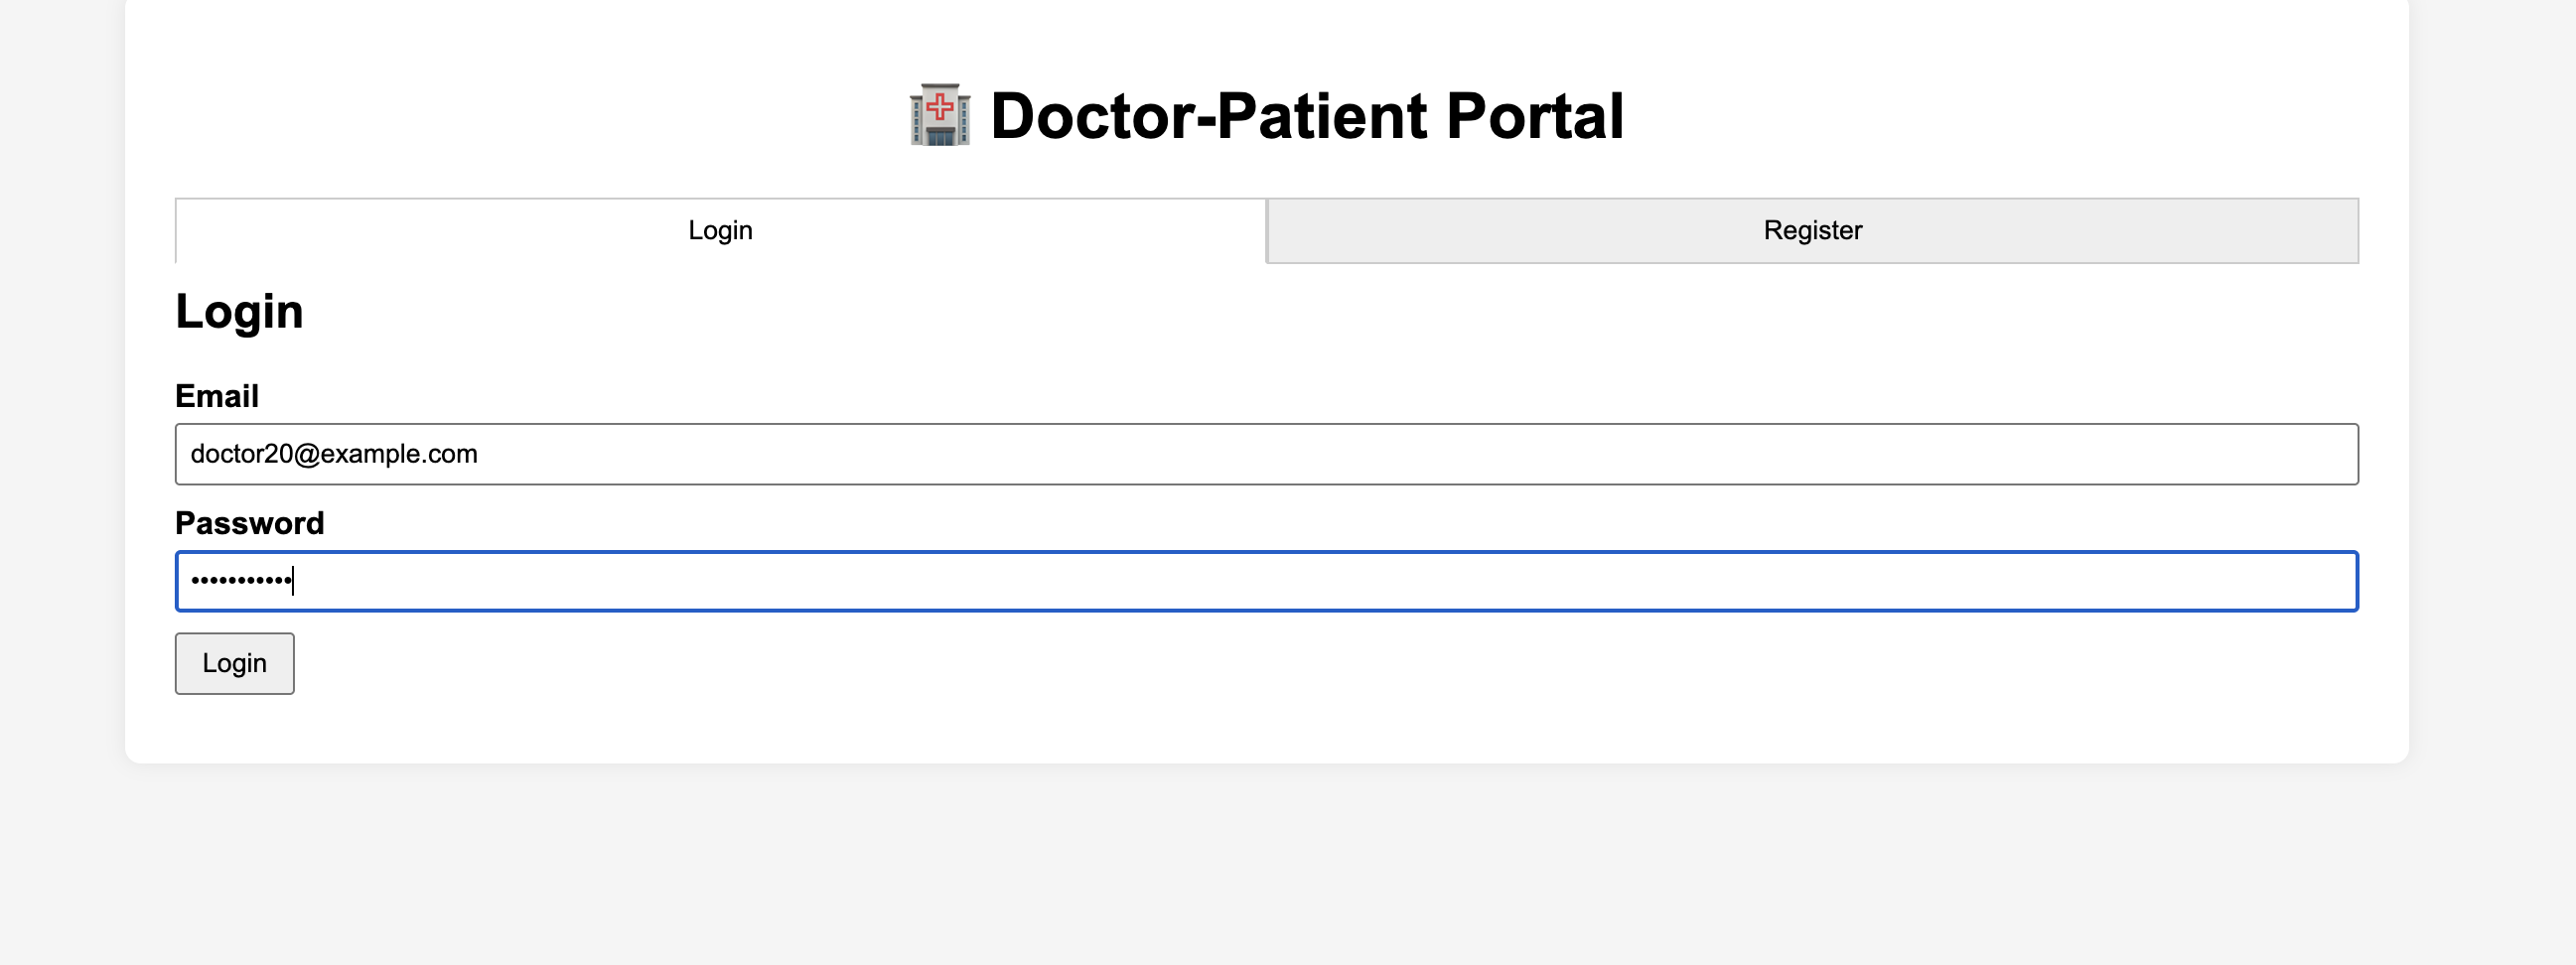 Doctor-Patient Portal
Login
Register
Login
Email
doctor20@example.com
Password
•••••••••••
Login